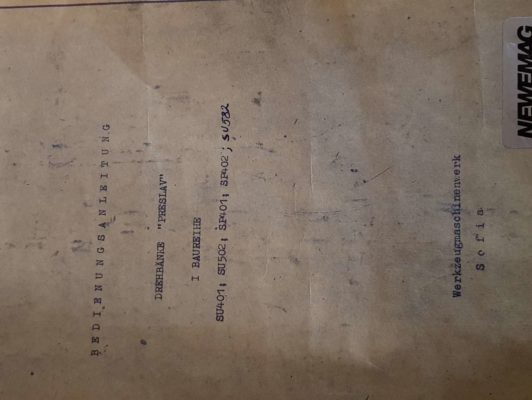 NEWEMAG
BEDIENUNGSANLEITUNG
DREHBÄNKE "PRESLAV"
I BAUREIHE
SU401; SU502; SP401; SP402; SU582
Werkzeugmaschinenwerk
Sofia